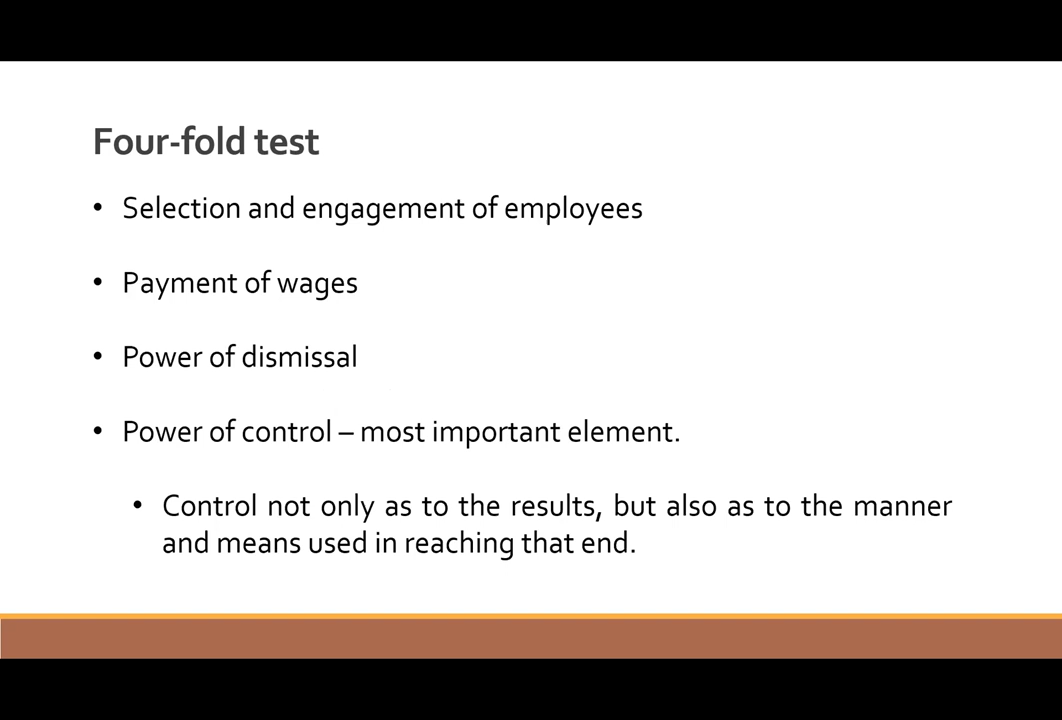 Four-fold test
• Selection and engagement of employees
• Payment of wages
• Power of dismissal
• Power of control – most important element.
• Control not only as to the results, but also as to the manner
and means used in reaching that end.